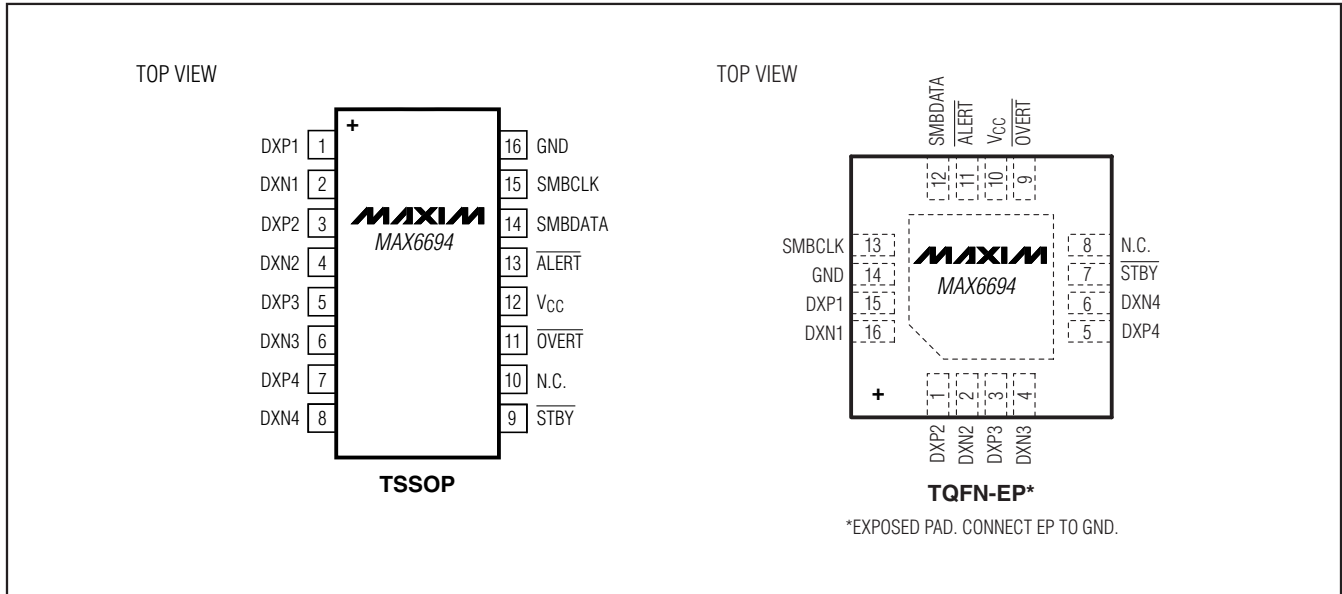 TOP VIEW
+
DXP1 1
DXN1 2
DXP2 3
DXN2 4
DXP3 5
DXN3 6
DXP4 7
DXN4 8
MAXIM
MAX6694
16 GND
15 SMBCLK
14 SMBDATA
13 ALERT
12 VCC
11 OVERT
10 N.C.
9 STBY
TSSOP
TOP VIEW
SMBDATA
ALERT
VCC
OVERT
12
11
10
9
SMBCLK 13
GND 14
DXP1 15
DXN1 16
MAXIM
MAX6694
8 N.C.
7 STBY
6 DXN4
5 DXP4
+
1
2
3
4
DXP2
DXN2
DXP3
DXN3
TQFN-EP*
*EXPOSED PAD. CONNECT EP TO GND.